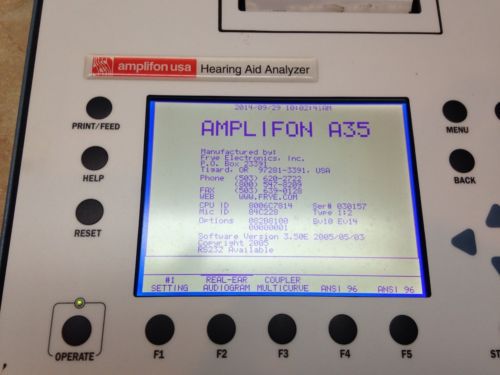 amplifon usa Hearing Aid Analyzer
2014-09-29 10:02:41AM
AMPLIFON A35
Manufactured by:
Frye Electronics, Inc.
P.O. Box 23391
Tigard, OR 97281-3391, USA
Phone (503) 620-2722
(800) 547-8209
FAX (503) 639-0128
WEB WWW.FRYE.COM
CPU ID 8006C7814 Ser# 030157
Mic ID 84C228 Type 1:2
Options 08288100 Bv10 Ev14
00000001
Software Version 3.50E 2005/05/03
Copyright 2005
RS232 Available
#1 SETTING
REAL-EAR AUDIOGRAM
COUPLER MULTICURVE
ANSI 96
ANSI 96
PRINT/FEED
HELP
RESET
OPERATE
F1
F2
F3
F4
F5
MENU
BACK